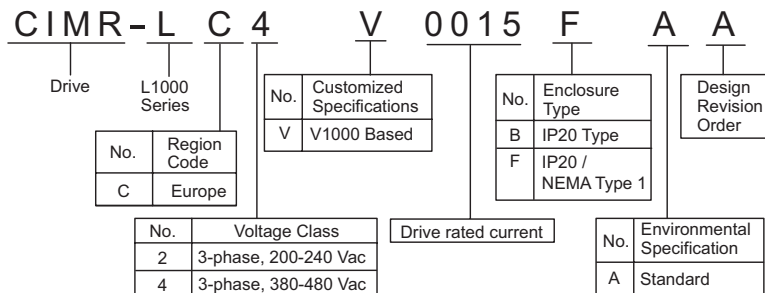 CIMR-L C 4 V 0015 F A A
Drive
L1000
Series
No. Region
Code
C Europe
No. Voltage Class
2 3-phase, 200-240 Vac
4 3-phase, 380-480 Vac
No. Customized
Specifications
V V1000 Based
Drive rated current
No. Enclosure
Type
B IP20 Type
F IP20 /
NEMA Type 1
No. Environmental
Specification
A Standard
Design
Revision
Order